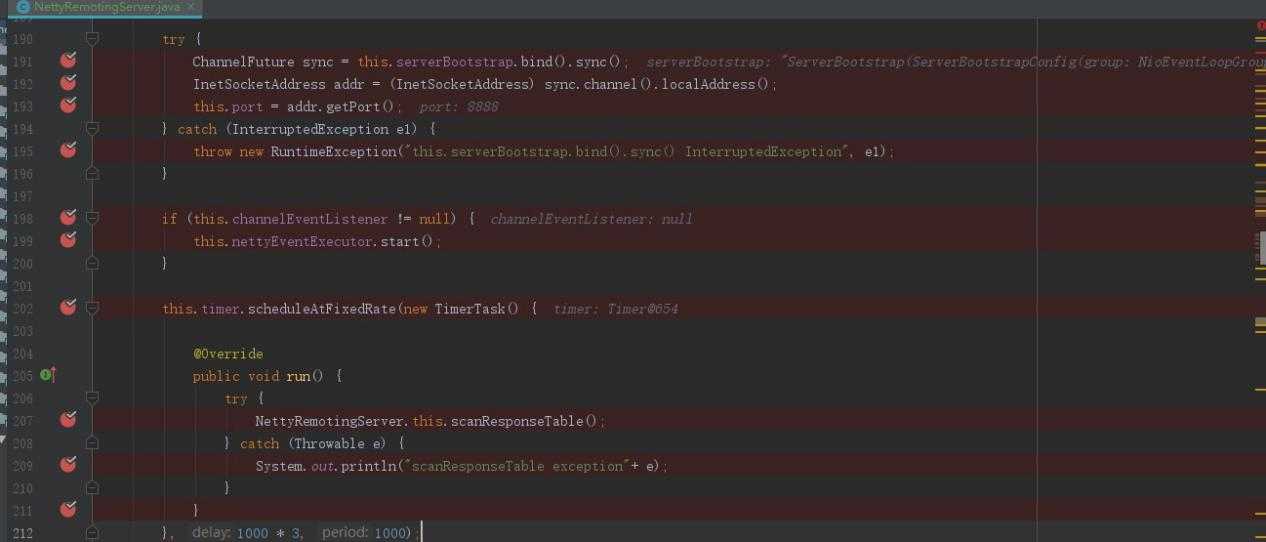 NettyRemotingServer.java ×
190 try {
191 ChannelFuture sync = this.serverBootstrap.bind().sync(); serverBootstrap: "ServerBootstrap(ServerBootstrapConfig(group: NioEventLoopGrou
192 InetSocketAddress addr = (InetSocketAddress) sync.channel().localAddress();
193 this.port = addr.getPort(); port: 8888
194 } catch (InterruptedException e1) {
195 throw new RuntimeException("this.serverBootstrap.bind().sync() InterruptedException", e1);
196 }
197
198 if (this.channelEventListener != null) { channelEventListener: null
199 this.nettyEventExecutor.start();
200 }
201
202 this.timer.scheduleAtFixedRate(new TimerTask() { timer: Timer@654
203
204 @Override
205 public void run() {
206 try {
207 NettyRemotingServer.this.scanResponseTable();
208 } catch (Throwable e) {
209 System.out.println("scanResponseTable exception"+ e);
210 }
211 }
212 }, delay: 1000 * 3, period: 1000);